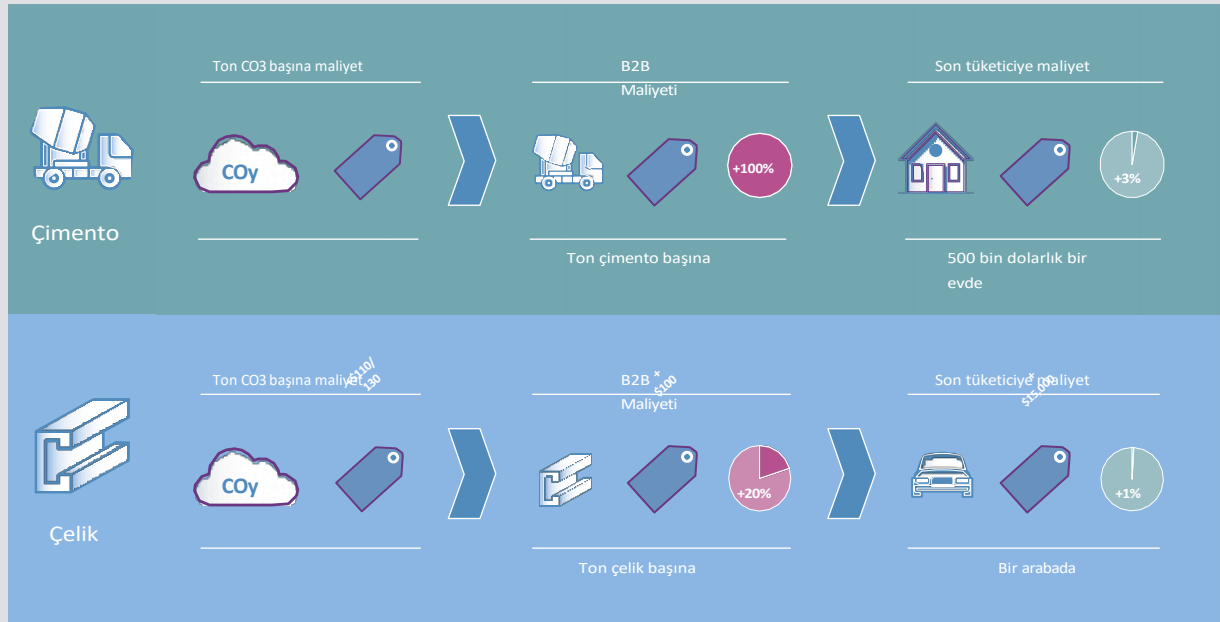 Ton CO3 başına maliyet
B2B
Maliyeti
Son tüketiciye maliyet
COy
+100%
+3%
Çimento
Ton çimento başına
500 bin dolarlık bir
evde
Ton CO3 başına maliyet
$110/
130
B2B
Maliyeti
+
$100
Son tüketiciye maliyet
+
$15,000
COy
+20%
+1%
Çelik
Ton çelik başına
Bir arabada